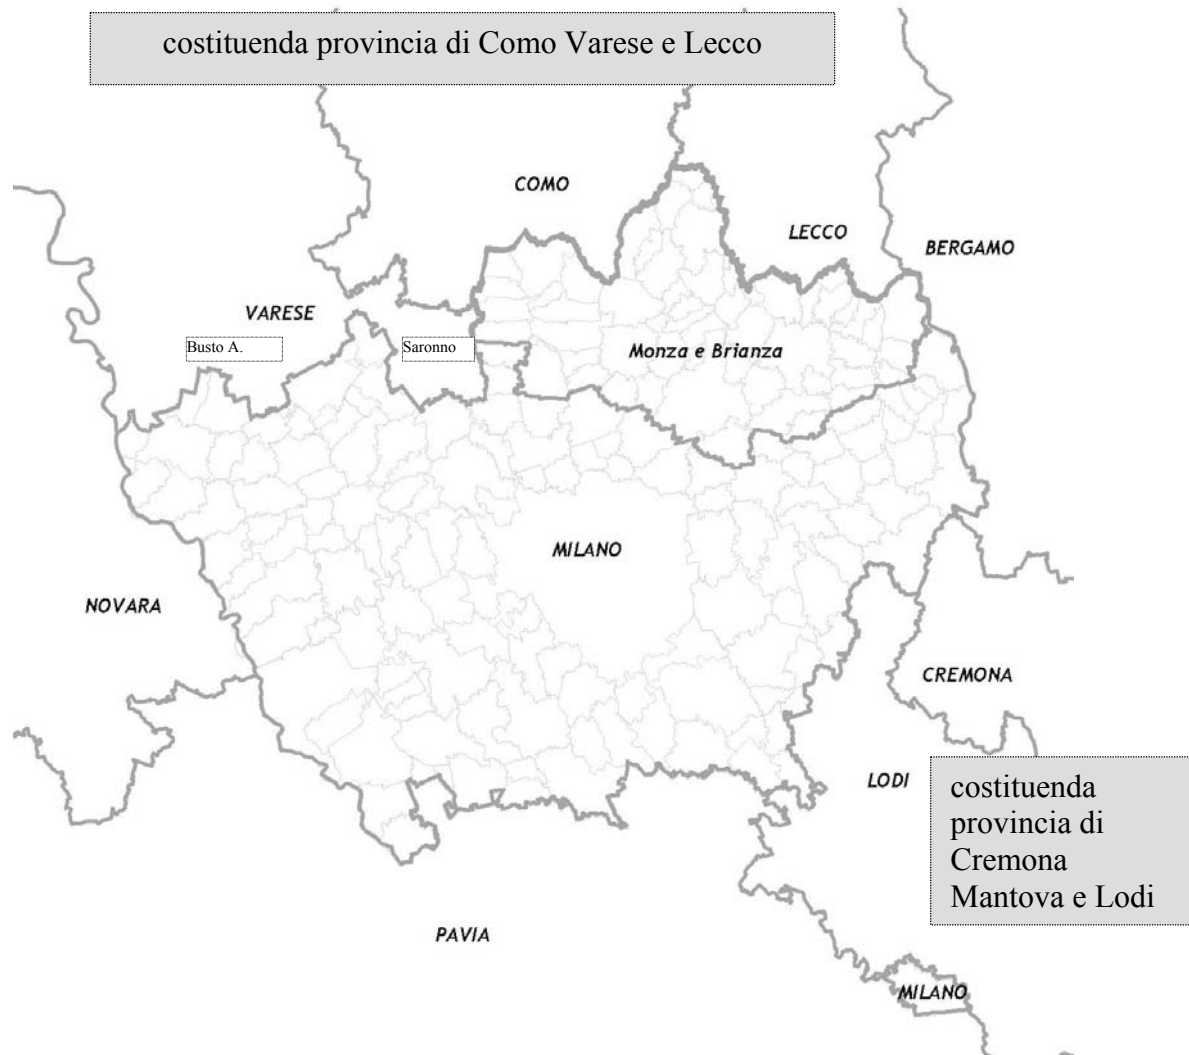 costituenda provincia di Como Varese e Lecco
COMO
LECCO
BERGAMO
VARESE
Busto A.
Saronno
Monza e Brianza
MILANO
NOVARA
CREMONA
LODI
costituenda
provincia di
Cremona
Mantova e Lodi
PAVIA
MILANO